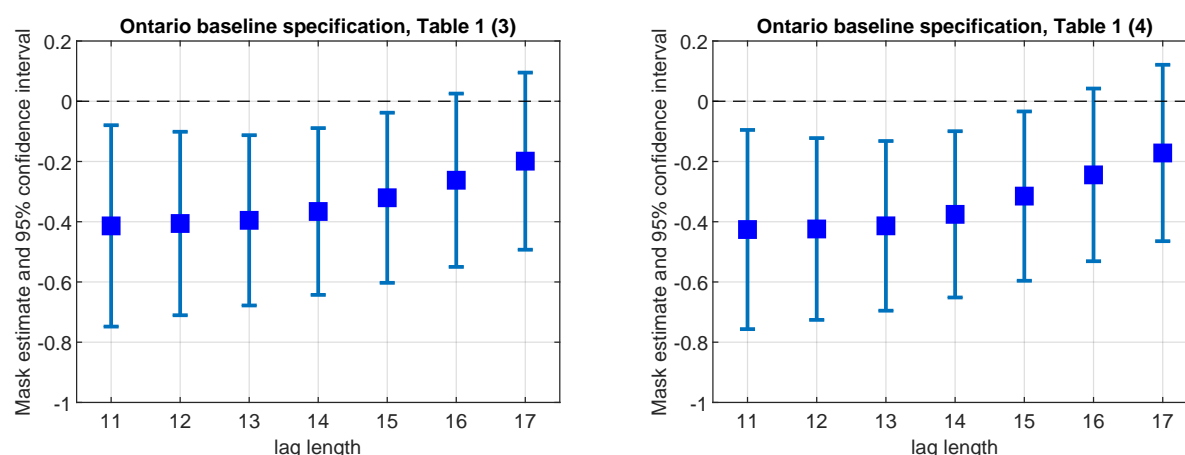 Ontario baseline specification, Table 1 (3)
Mask estimate and 95% confidence interval
0.2
0
-0.2
-0.4
-0.6
-0.8
-1
11 12 13 14 15 16 17
lag length
Ontario baseline specification, Table 1 (4)
Mask estimate and 95% confidence interval
0.2
0
-0.2
-0.4
-0.6
-0.8
-1
11 12 13 14 15 16 17
lag length